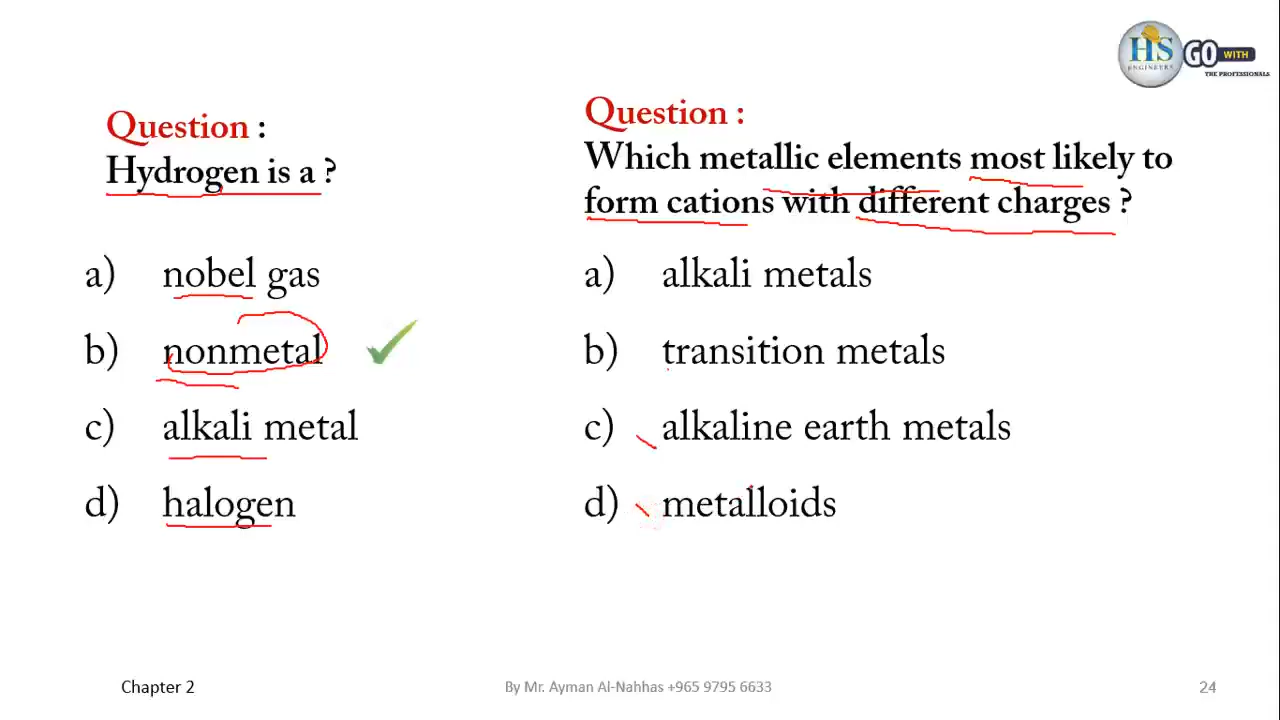 HS
ENGINEERS
GO WITH
THE PROFESSIONALS
Question :
Hydrogen is a ?
a) nobel gas
b) nonmetal
c) alkali metal
d) halogen
Question :
Which metallic elements most likely to
form cations with different charges ?
a) alkali metals
b) transition metals
c) alkaline earth metals
d) metalloids
Chapter 2
By Mr. Ayman Al-Nahhas +965 9795 6633
24